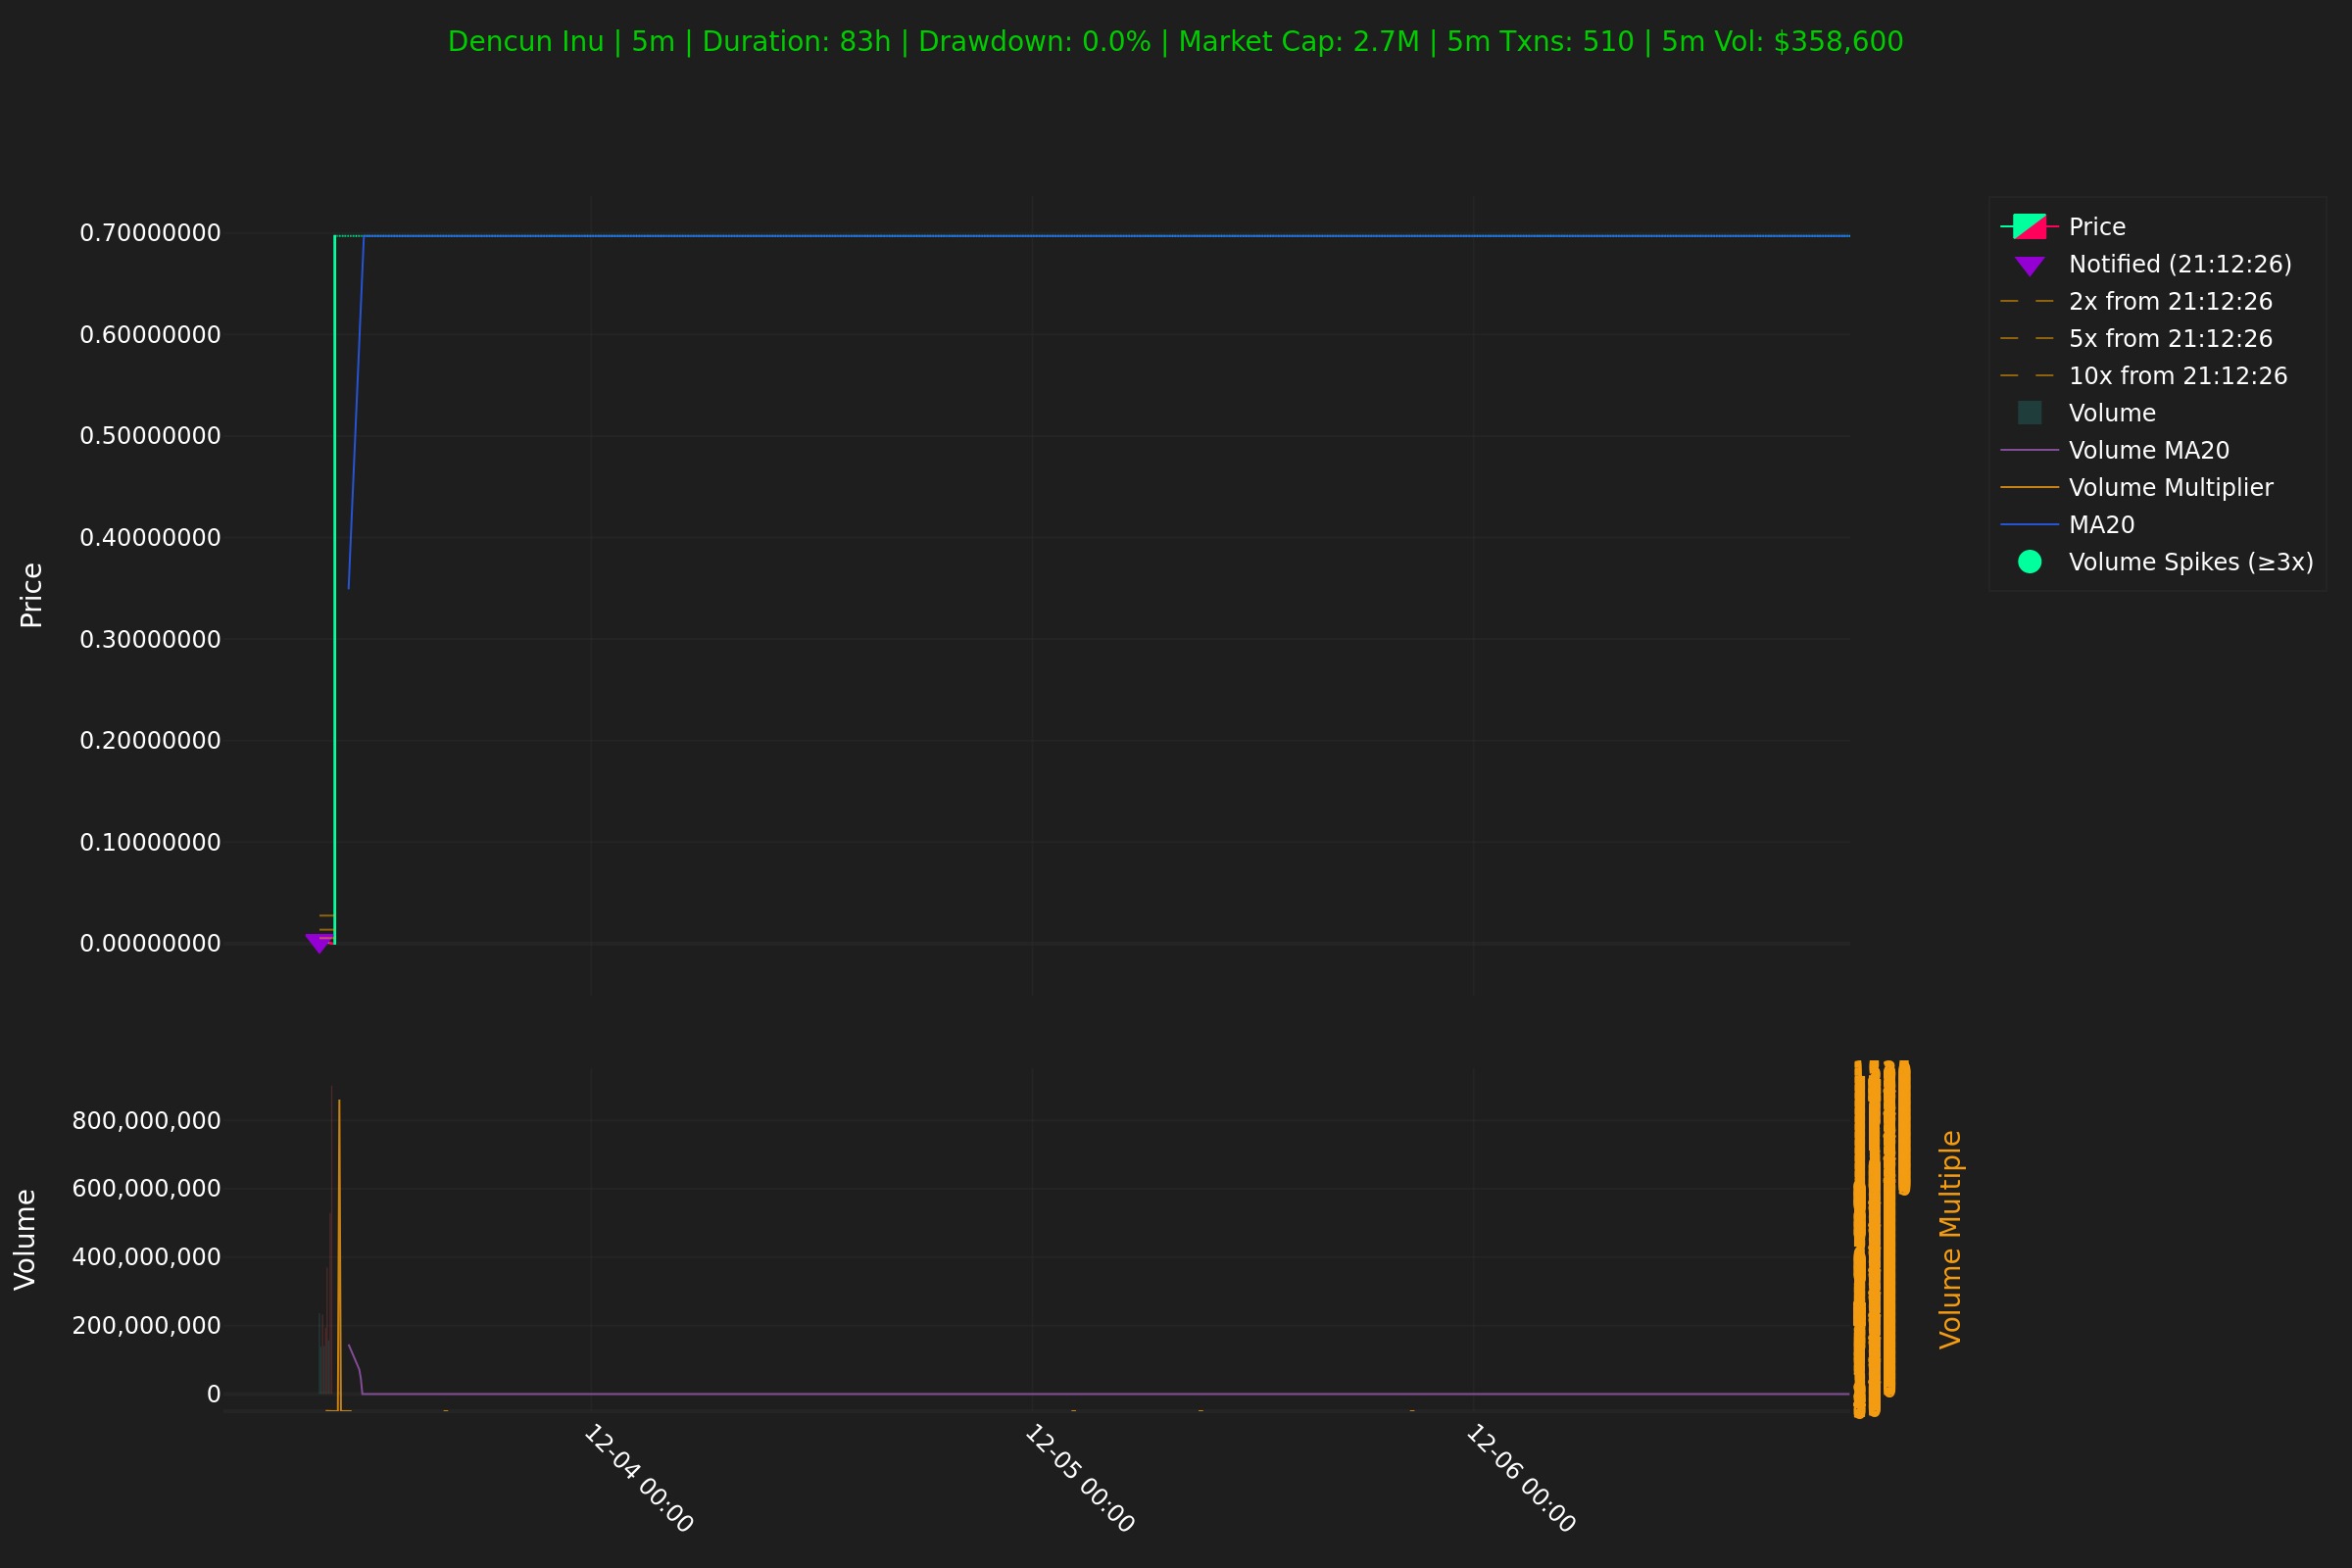 Dencun Inu | 5m | Duration: 83h | Drawdown: 0.0% | Market Cap: 2.7M | 5m Txns: 510 | 5m Vol: $358,600
Price
0.70000000
0.60000000
0.50000000
0.40000000
0.30000000
0.20000000
0.10000000
0.00000000
Price
Notified (21:12:26)
2x from 21:12:26
5x from 21:12:26
10x from 21:12:26
Volume
Volume MA20
Volume Multiplier
MA20
Volume Spikes (≥3x)
Volume
800,000,000
600,000,000
400,000,000
200,000,000
0
Volume Multiple
12-04 00:00
12-05 00:00
12-06 00:00